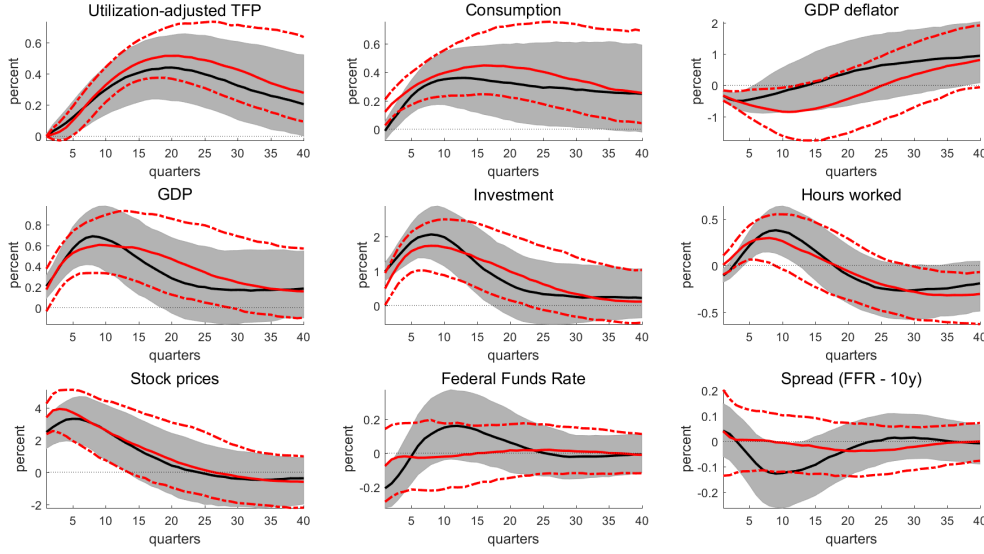 Utilization-adjusted TFP
percent
0.6
0.4
0.2
0
5 10 15 20 25 30 35 40
quarters
Consumption
percent
0.6
0.4
0.2
0
5 10 15 20 25 30 35 40
quarters
GDP deflator
percent
2
1
0
-1
5 10 15 20 25 30 35 40
quarters
GDP
percent
0.8
0.6
0.4
0.2
0
5 10 15 20 25 30 35 40
quarters
Investment
percent
2
1
0
5 10 15 20 25 30 35 40
quarters
Hours worked
percent
0.5
0
-0.5
5 10 15 20 25 30 35 40
quarters
Stock prices
percent
4
2
0
-2
5 10 15 20 25 30 35 40
quarters
Federal Funds Rate
percent
0.2
0
-0.2
5 10 15 20 25 30 35 40
quarters
Spread (FFR - 10y)
percent
0.2
0.1
0
-0.1
-0.2
5 10 15 20 25 30 35 40
quarters